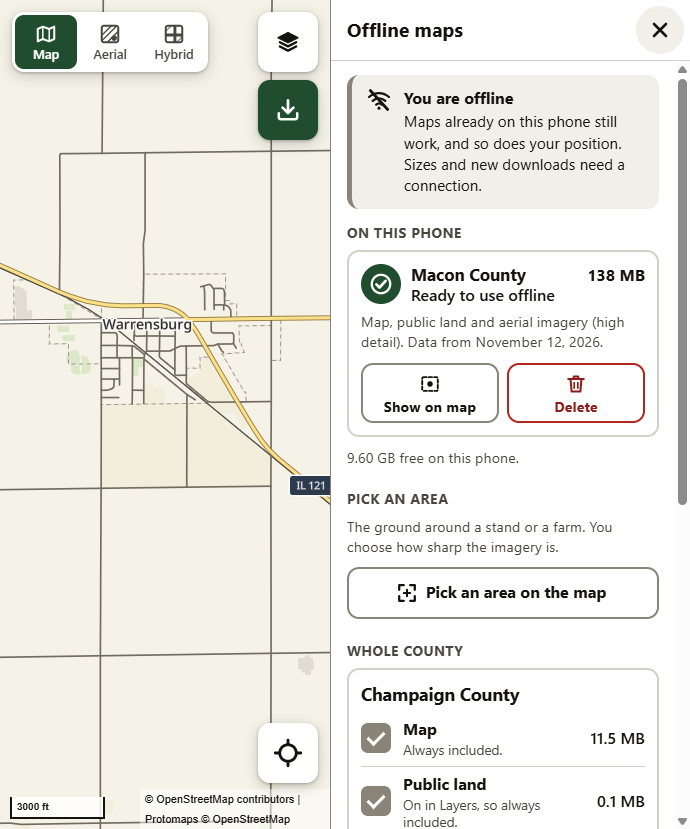 Map
Aerial
Hybrid
Warrensburg
IL 121
3000 ft
© OpenStreetMap contributors |
Protomaps © OpenStreetMap
Offline maps
You are offline
Maps already on this phone still
work, and so does your position.
Sizes and new downloads need a
connection.
ON THIS PHONE
Macon County 138 MB
Ready to use offline
Map, public land and aerial imagery (high
detail). Data from November 12, 2026.
Show on map
Delete
9.60 GB free on this phone.
PICK AN AREA
The ground around a stand or a farm. You
choose how sharp the imagery is.
Pick an area on the map
WHOLE COUNTY
Champaign County
Map 11.5 MB
Always included.
Public land 0.1 MB
On in Layers, so always
included.